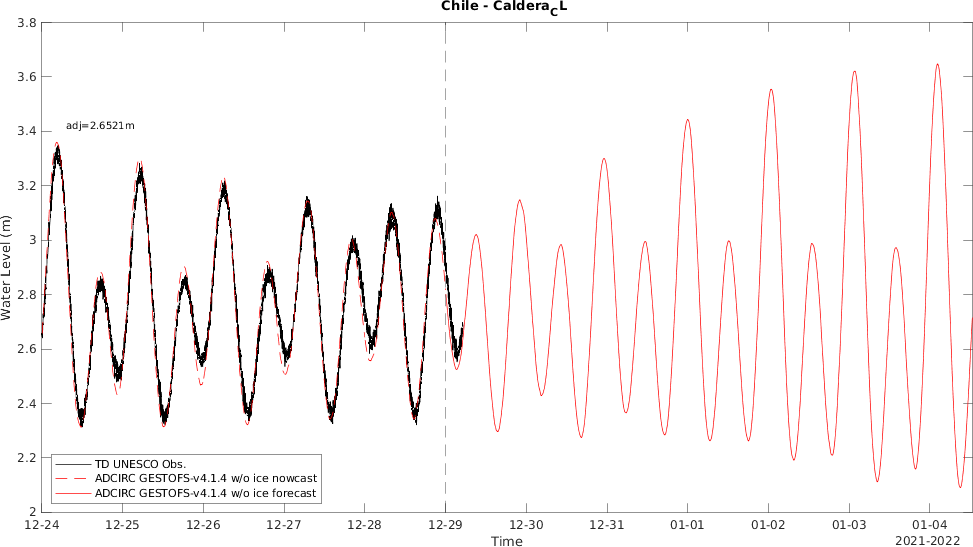 Chile - Caldera_CL
3.8
3.6
3.4
3.2
3
2.8
2.6
2.4
2.2
2
Water Level (m)
adj=2.6521m
TD UNESCO Obs.
ADCIRC GESTOFS-v4.1.4 w/o ice nowcast
ADCIRC GESTOFS-v4.1.4 w/o ice forecast
12-24 12-25 12-26 12-27 12-28 12-29 12-30 12-31 01-01 01-02 01-03 01-04
Time
2021-2022